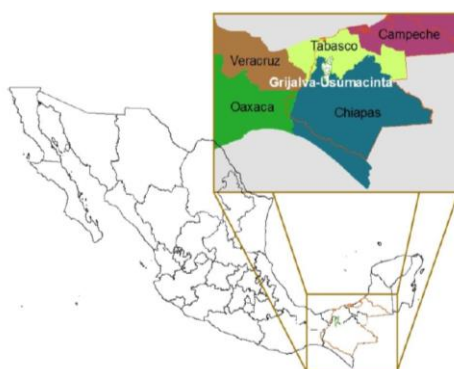 Campeche
Tabasco
Veracruz
Grijalva-Usumacinta
Oaxaca
Chiapas